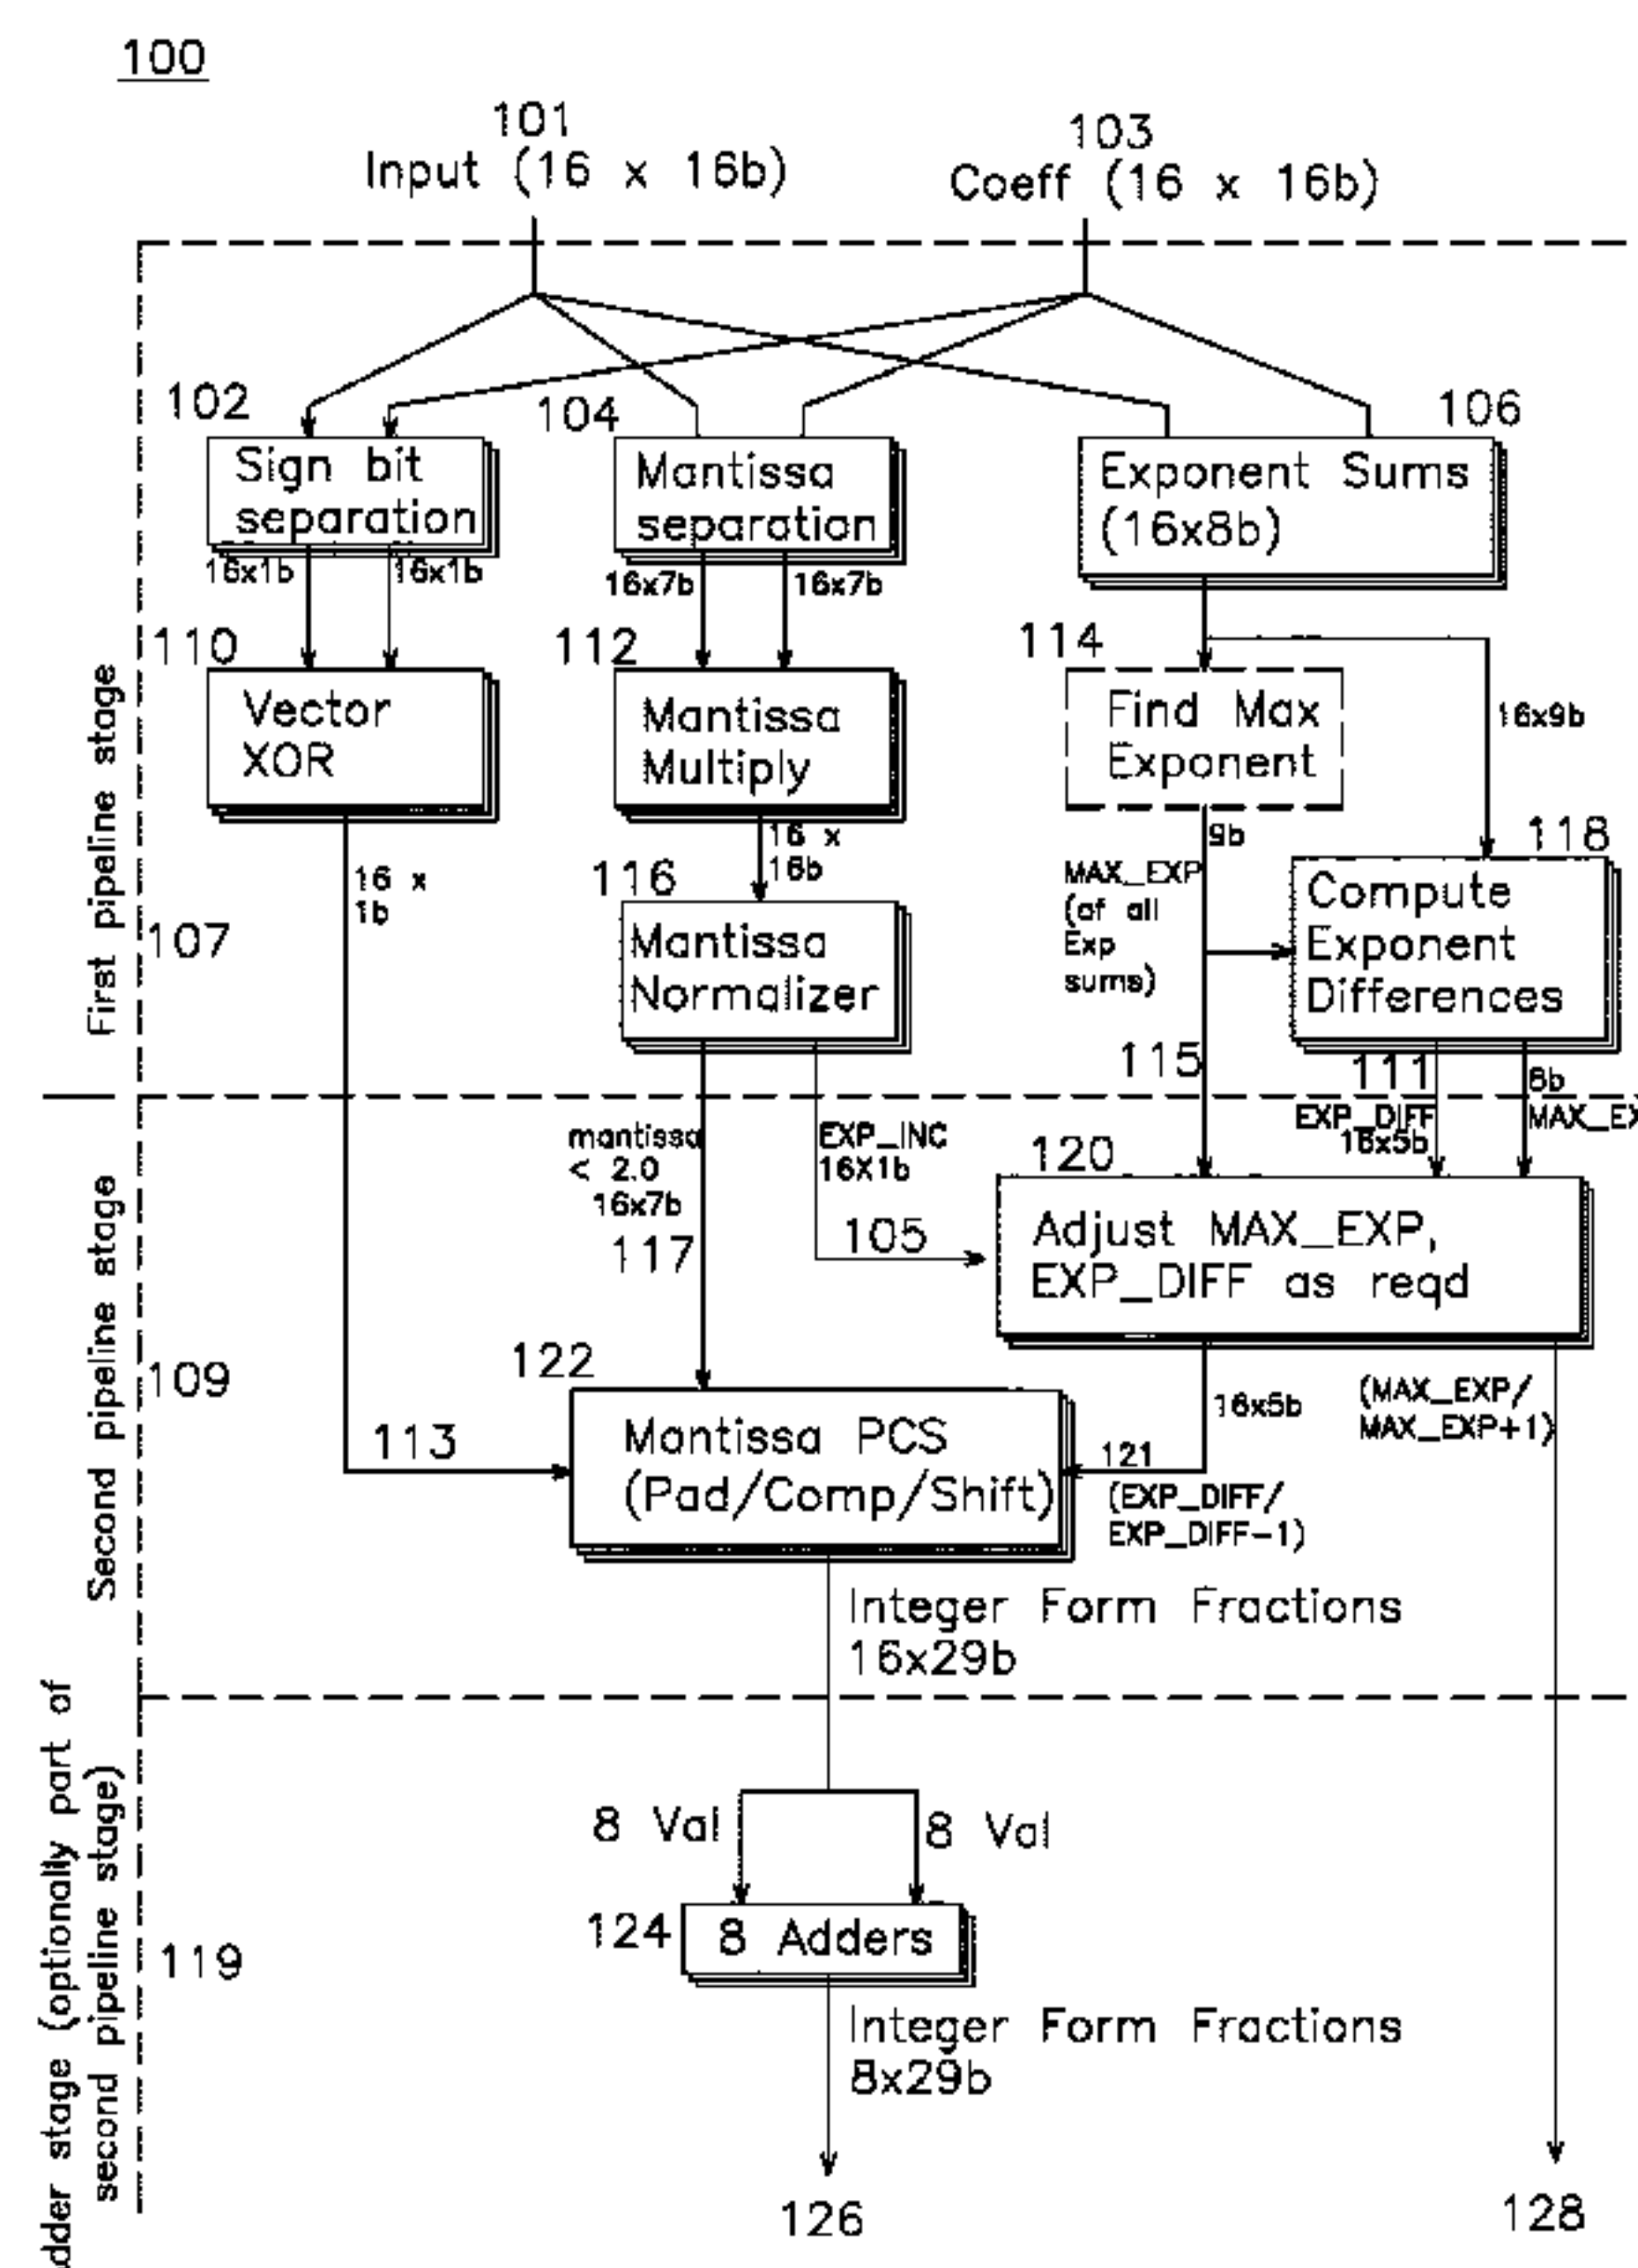 100
101
Input (16 x 16b)
103
Coeff (16 x 16b)
102
Sign bit
separation
104
Mantissa
separation
106
Exponent Sums
(16x8b)
16x1b
16x1b
16x7b
16x7b
110
Vector
XOR
112
Mantissa
Multiply
114
Find Max
Exponent
16x9b
First pipeline stage
107
16 x
1b
16 x
16b
116
Mantissa
Normalizer
9b
MAX_EXP
(of all
Exp
sums)
118
Compute
Exponent
Differences
115
111
EXP_DIFF
16x5b
MAX_EX
mantissa
< 2.0
16x7b
117
EXP_INC
16X1b
105
120
Adjust MAX_EXP,
EXP_DIFF as reqd
Second pipeline stage
109
113
122
Mantissa PCS
(Pad/Comp/Shift)
16x5b
121
(EXP_DIFF/
EXP_DIFF-1)
(MAX_EXP/
MAX_EXP+1)
Integer Form Fractions
16x29b
dder stage (optionally part of
second pipeline stage)
119
8 Val
8 Val
124
8 Adders
Integer Form Fractions
8x29b
126
128